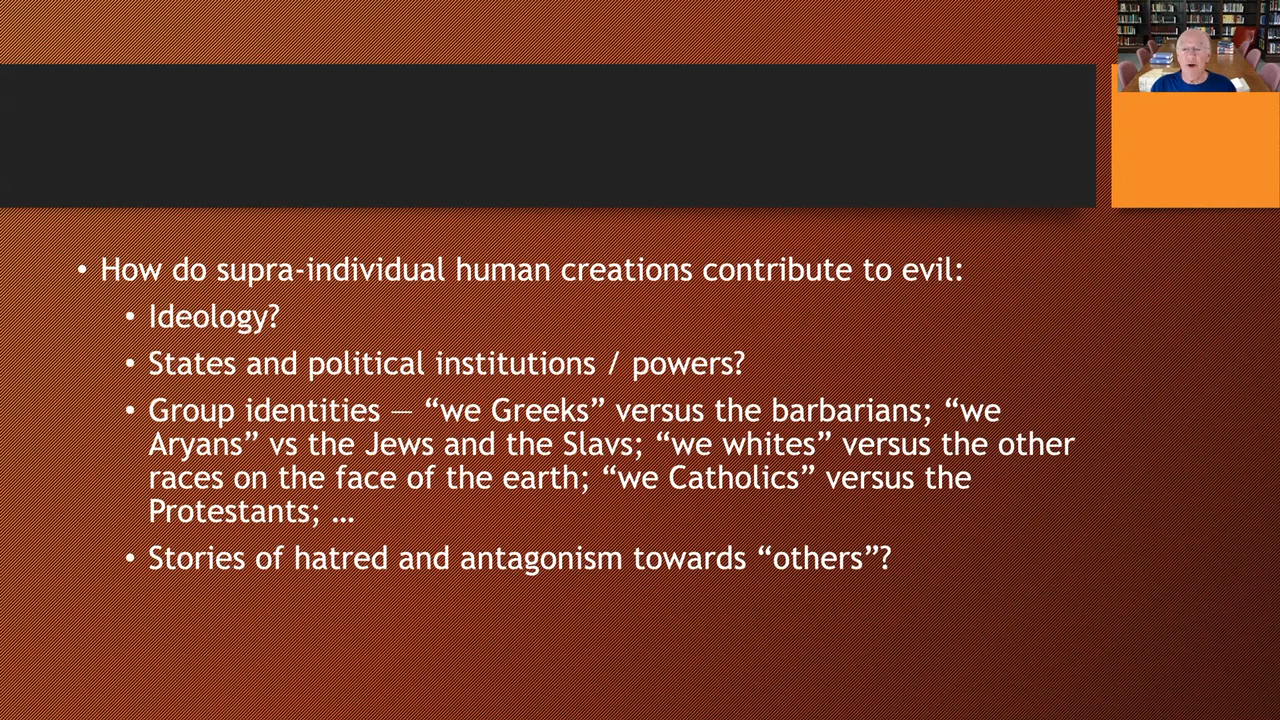 • How do supra-individual human creations contribute to evil:
• Ideology?
• States and political institutions / powers?
• Group identities — “we Greeks” versus the barbarians; “we
Aryans” vs the Jews and the Slavs; “we whites” versus the other
races on the face of the earth; “we Catholics” versus the
Protestants; …
• Stories of hatred and antagonism towards “others”?